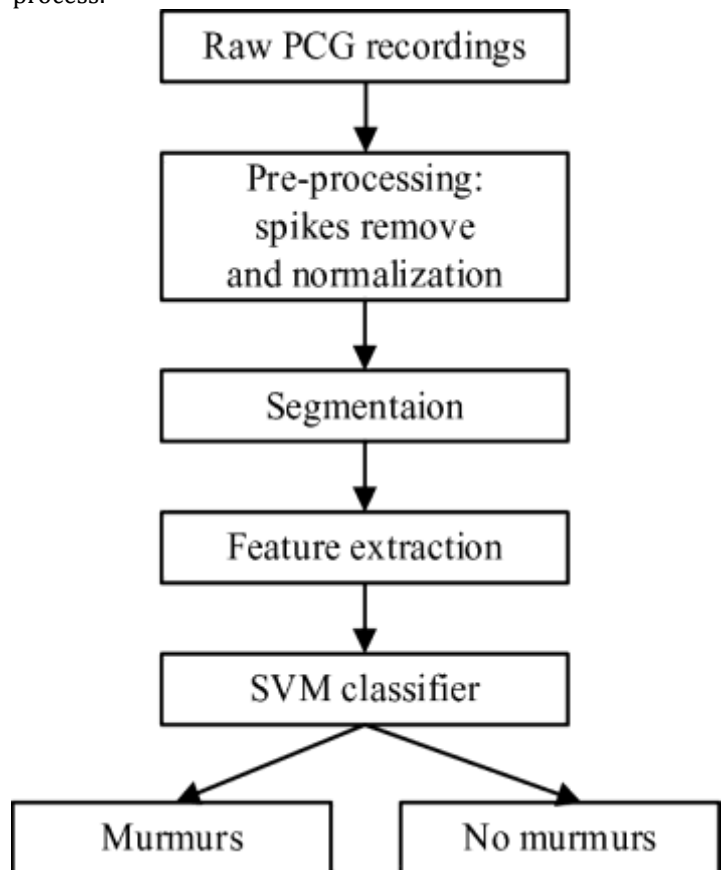 process.
Raw PCG recordings
Pre-processing:
spikes remove
and normalization
Segmentaion
Feature extraction
SVM classifier
Murmurs
No murmurs